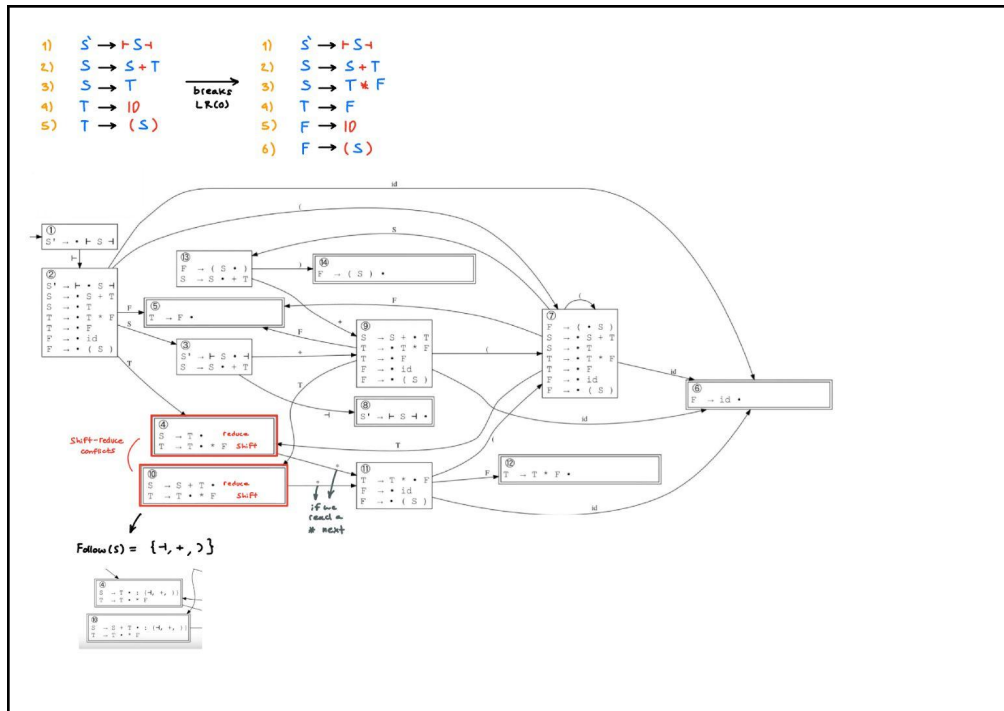 1) S` → ⊢ S ⊣
2) S → S + T
3) S → T
4) T → ID
5) T → (S)
breaks
LR(0)
1) S` → ⊢ S ⊣
2) S → S + T
3) S → T * F
4) T → F
5) F → ID
6) F → (S)
①
S' → • ⊢ S ⊣
⊢
②
S' → ⊢ • S ⊣
S → • S + T
S → • T
T → • T * F
T → • F
F → • id
F → • ( S )
id
(
F
S
T
⑬
F → ( S • )
S → S • + T
)
⑭
F → ( S ) •
S
⑤
T → F •
③
S' → ⊢ S • ⊣
S → S • + T
+
+
⊣
⑨
S → S + • T
T → • T * F
T → • F
F → • id
F → • ( S )
F
T
(
id
F
(
⑦
F → ( • S )
S → • S + T
S → • T
T → • T * F
T → • F
F → • id
F → • ( S )
id
T
⑥
F → id •
⑧
S' → ⊢ S ⊣ •
Shift-reduce
conflicts
④
S → T • reduce
T → T • * F shift
*
⑩
S → S + T • reduce
T → T • * F shift
*
if we
read a
* next
⑪
T → T * • F
F → • id
F → • ( S )
(
F
id
⑫
T → T * F •
Follow(S) = {⊣, +, )}
④
S → T • : (⊣, +, ))
T → T • * F
⑩
S → S + T • : (⊣, +, ))
T → T • * F